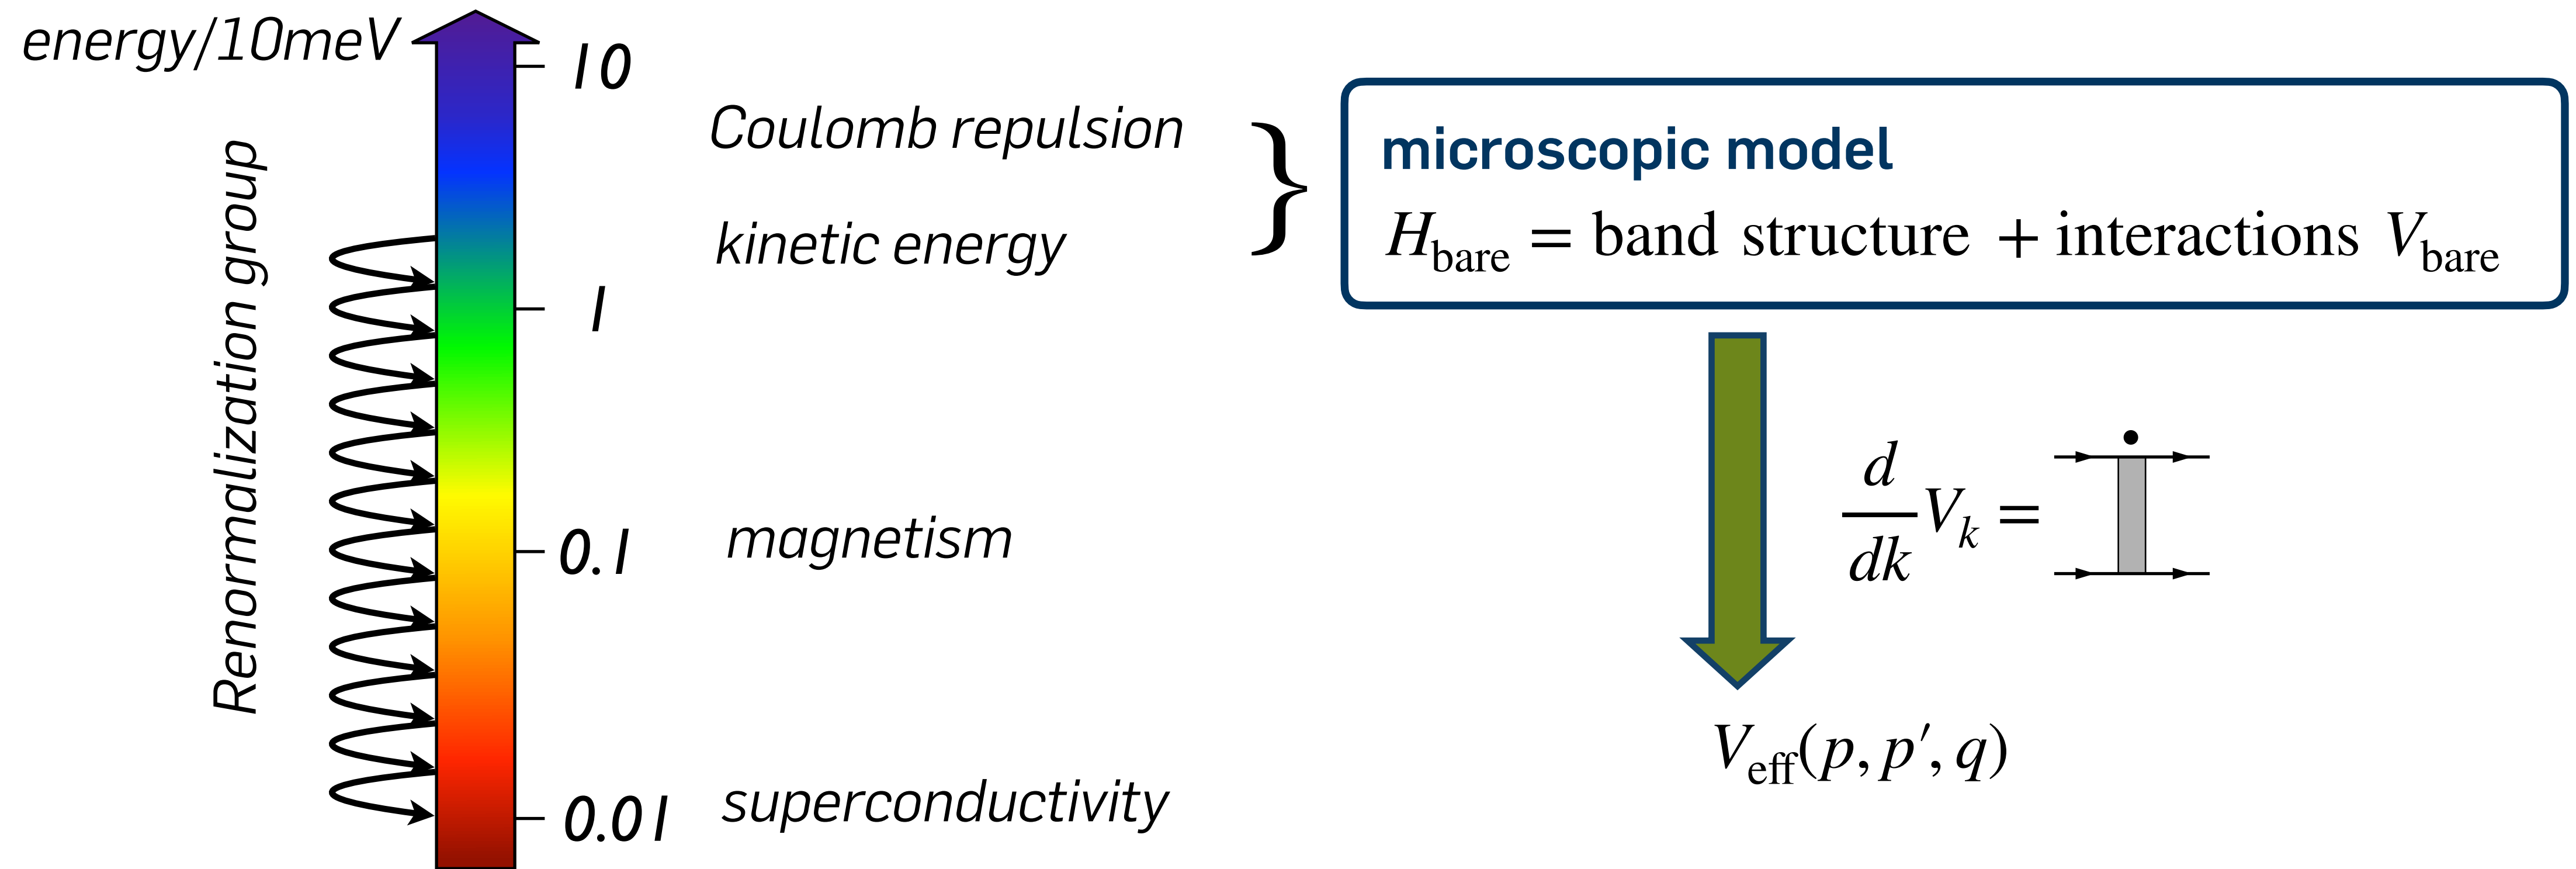 energy/10meV
10
Coulomb repulsion
}
microscopic model
kinetic energy
H_bare = band structure + interactions V_bare
Renormalization group
1
d/dk V_k =
0.1
magnetism
V_eff(p, p′, q)
0.01
superconductivity